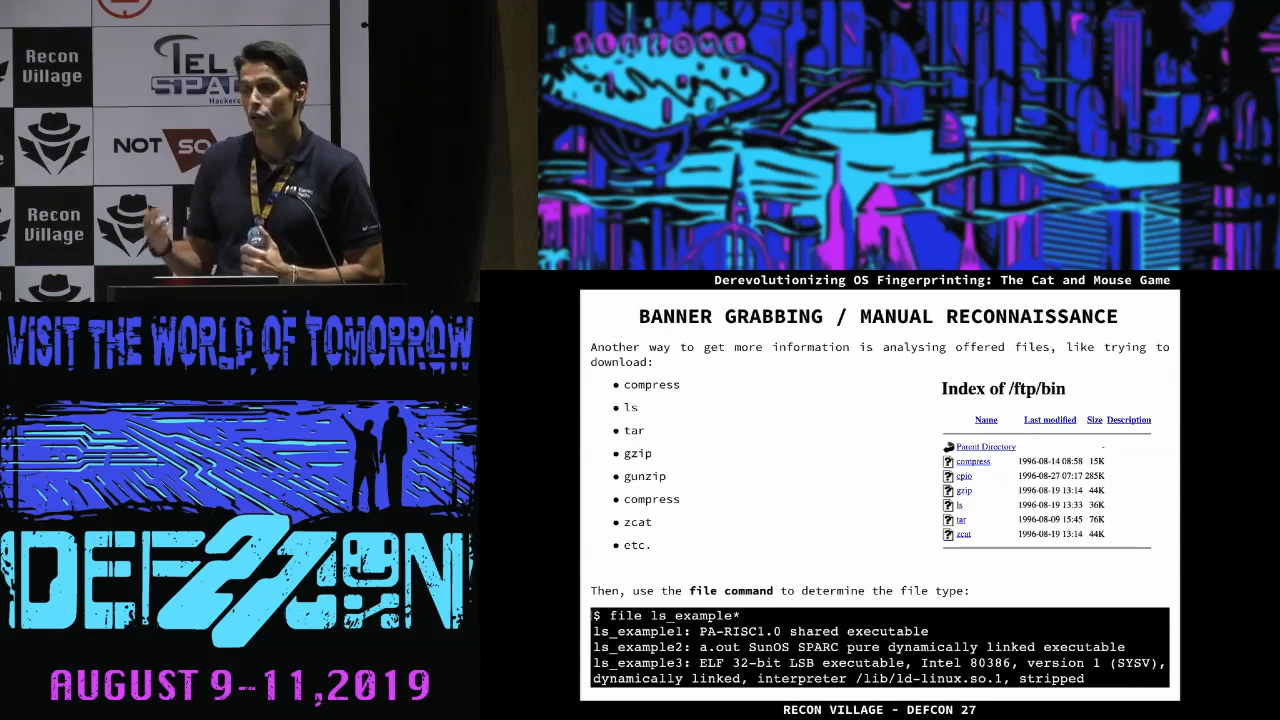 Recon
Village
TEL
SPAC
Hackers
NOT SO
Recon
Village
WELCOME
VISIT THE WORLD OF TOMORROW
DEF CON
27
AUGUST 9-11,2019
Derevolutionizing OS Fingerprinting: The Cat and Mouse Game
BANNER GRABBING / MANUAL RECONNAISSANCE
Another way to get more information is analysing offered files, like trying to
download:
• compress
• ls
• tar
• gzip
• gunzip
• compress
• zcat
• etc.
Index of /ftp/bin
Name Last modified Size Description
Parent Directory -
compress 1996-08-14 08:58 15K
cpio 1996-08-27 07:17 285K
gzip 1996-08-19 13:14 44K
ls 1996-08-19 13:33 36K
tar 1996-08-09 15:45 76K
zcat 1996-08-19 13:14 44K
Then, use the file command to determine the file type:
$ file ls_example*
ls_example1: PA-RISC1.0 shared executable
ls_example2: a.out SunOS SPARC pure dynamically linked executable
ls_example3: ELF 32-bit LSB executable, Intel 80386, version 1 (SYSV),
dynamically linked, interpreter /lib/ld-linux.so.1, stripped
RECON VILLAGE - DEFCON 27